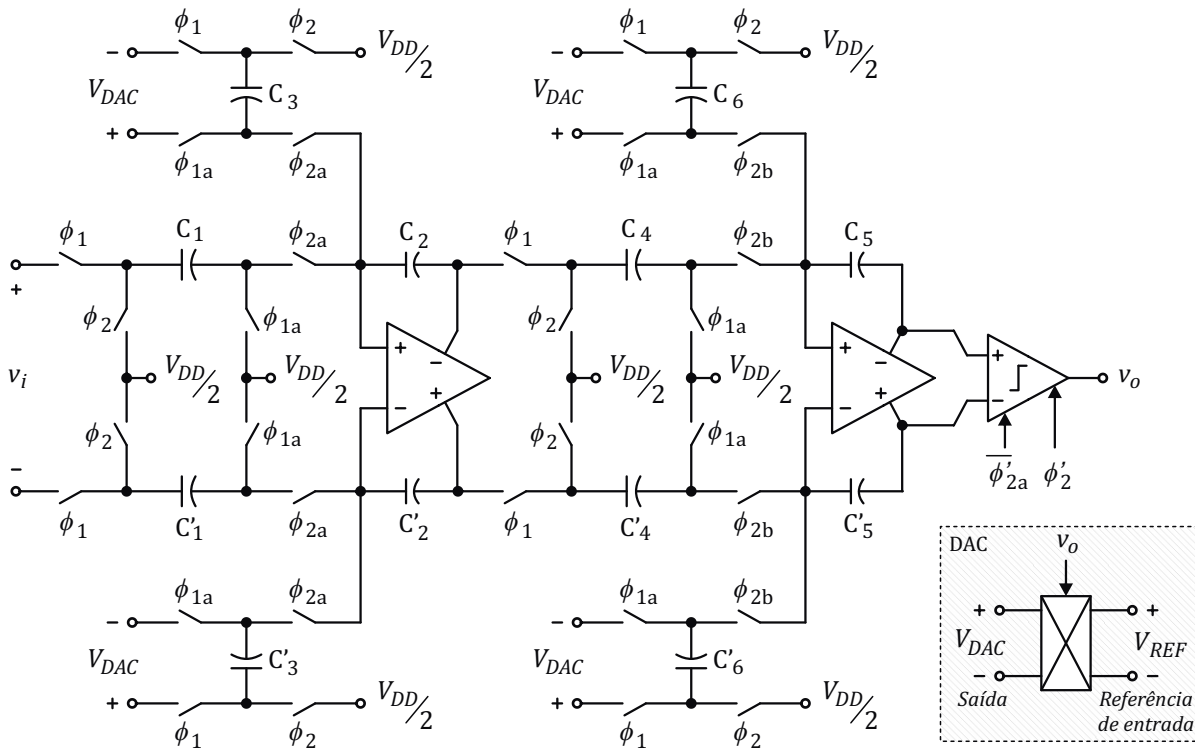 ϕ1 ϕ2 ϕ1 ϕ2
− VDD/2 − VDD/2
VDAC C3 VDAC C6
+ +
ϕ1a ϕ2a ϕ1a ϕ2b
ϕ1 C1 ϕ2a C2 ϕ1 C4 ϕ2b C5
+
ϕ2 ϕ1a ϕ2 ϕ1a
+ − + − +
vi VDD/2 VDD/2 VDD/2 VDD/2 vo
− + − + −
ϕ2 ϕ1a ϕ2 ϕ1a
−
ϕ̅'2a ϕ'2
ϕ1 C'1 ϕ2a C'2 ϕ1 C'4 ϕ2b C'5
ϕ1a ϕ2a ϕ1a ϕ2b
− −
VDAC C'3 VDAC C'6
+ VDD/2 + VDD/2
ϕ1 ϕ2 ϕ1 ϕ2
DAC vo
+ +
VDAC VREF
− −
Saída Referência
de entrada